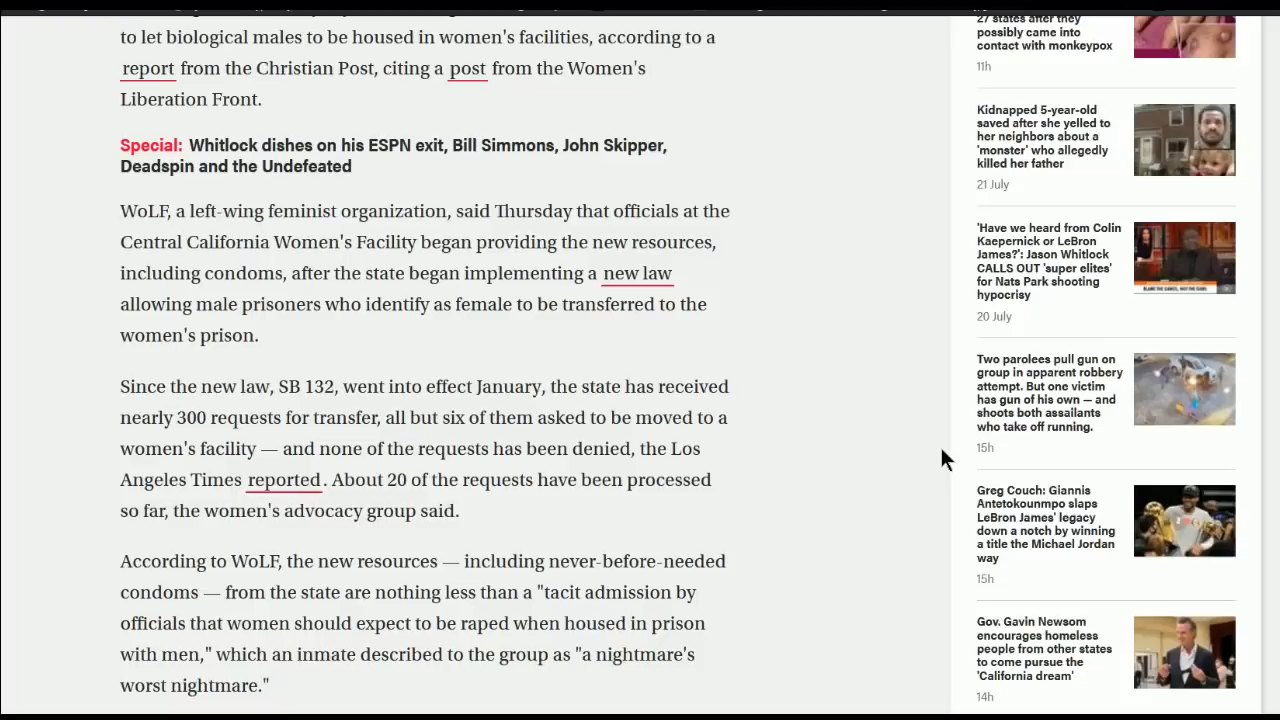 to let biological males to be housed in women's facilities, according to a
report from the Christian Post, citing a post from the Women's
Liberation Front.
Special: Whitlock dishes on his ESPN exit, Bill Simmons, John Skipper,
Deadspin and the Undefeated
WoLF, a left-wing feminist organization, said Thursday that officials at the
Central California Women's Facility began providing the new resources,
including condoms, after the state began implementing a new law
allowing male prisoners who identify as female to be transferred to the
women's prison.
Since the new law, SB 132, went into effect January, the state has received
nearly 300 requests for transfer, all but six of them asked to be moved to a
women's facility — and none of the requests has been denied, the Los
Angeles Times reported. About 20 of the requests have been processed
so far, the women's advocacy group said.
According to WoLF, the new resources — including never-before-needed
condoms — from the state are nothing less than a "tacit admission by
officials that women should expect to be raped when housed in prison
with men," which an inmate described to the group as "a nightmare's
worst nightmare."
27 states after they
possibly came into
contact with monkeypox
11h
Kidnapped 5-year-old
saved after she yelled to
her neighbors about a
'monster' who allegedly
killed her father
21 July
'Have we heard from Colin
Kaepernick or LeBron
James?': Jason Whitlock
CALLS OUT 'super elites'
for Nats Park shooting
hypocrisy
20 July
Two parolees pull gun on
group in apparent robbery
attempt. But one victim
has gun of his own — and
shoots both assailants
who take off running.
15h
Greg Couch: Giannis
Antetokounmpo slaps
LeBron James' legacy
down a notch by winning
a title the Michael Jordan
way
15h
Gov. Gavin Newsom
encourages homeless
people from other states
to come pursue the
'California dream'
14h